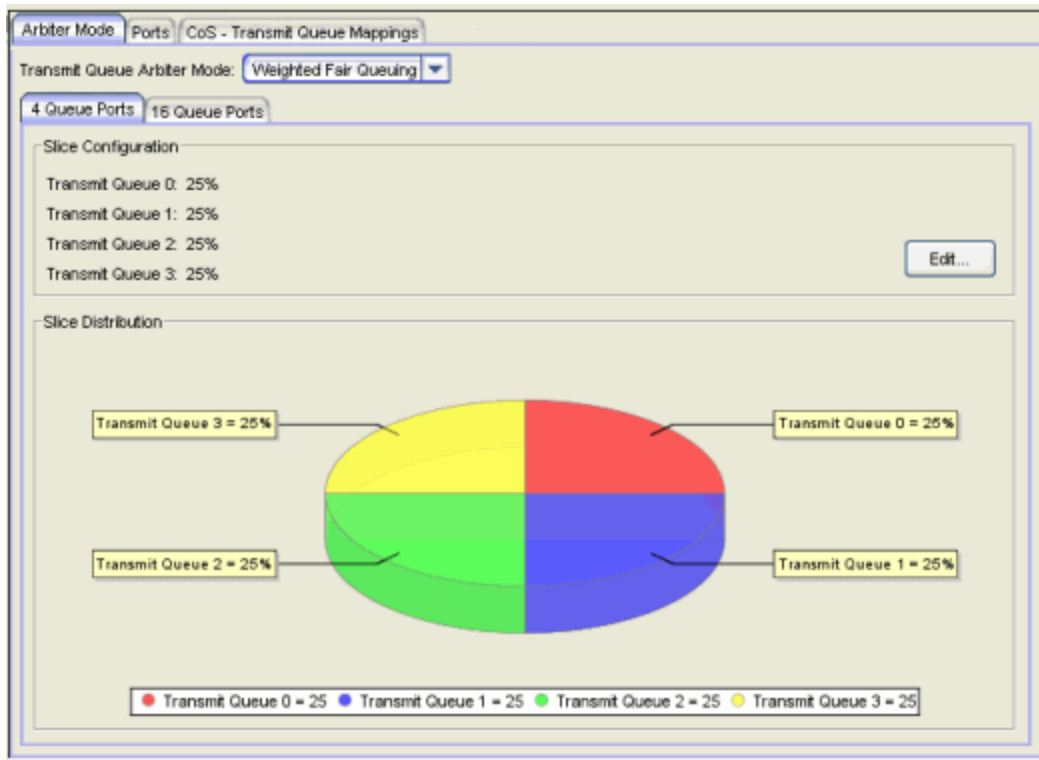 Arbiter Mode Ports CoS - Transmit Queue Mappings
Transmit Queue Arbiter Mode: Weighted Fair Queuing
4 Queue Ports 16 Queue Ports
Slice Configuration
Transmit Queue 0: 25%
Transmit Queue 1: 25%
Transmit Queue 2: 25%
Transmit Queue 3: 25%
Edit...
Slice Distribution
Transmit Queue 3 = 25%
Transmit Queue 0 = 25%
Transmit Queue 2 = 25%
Transmit Queue 1 = 25%
Transmit Queue 0 = 25 Transmit Queue 1 = 25 Transmit Queue 2 = 25 Transmit Queue 3 = 25